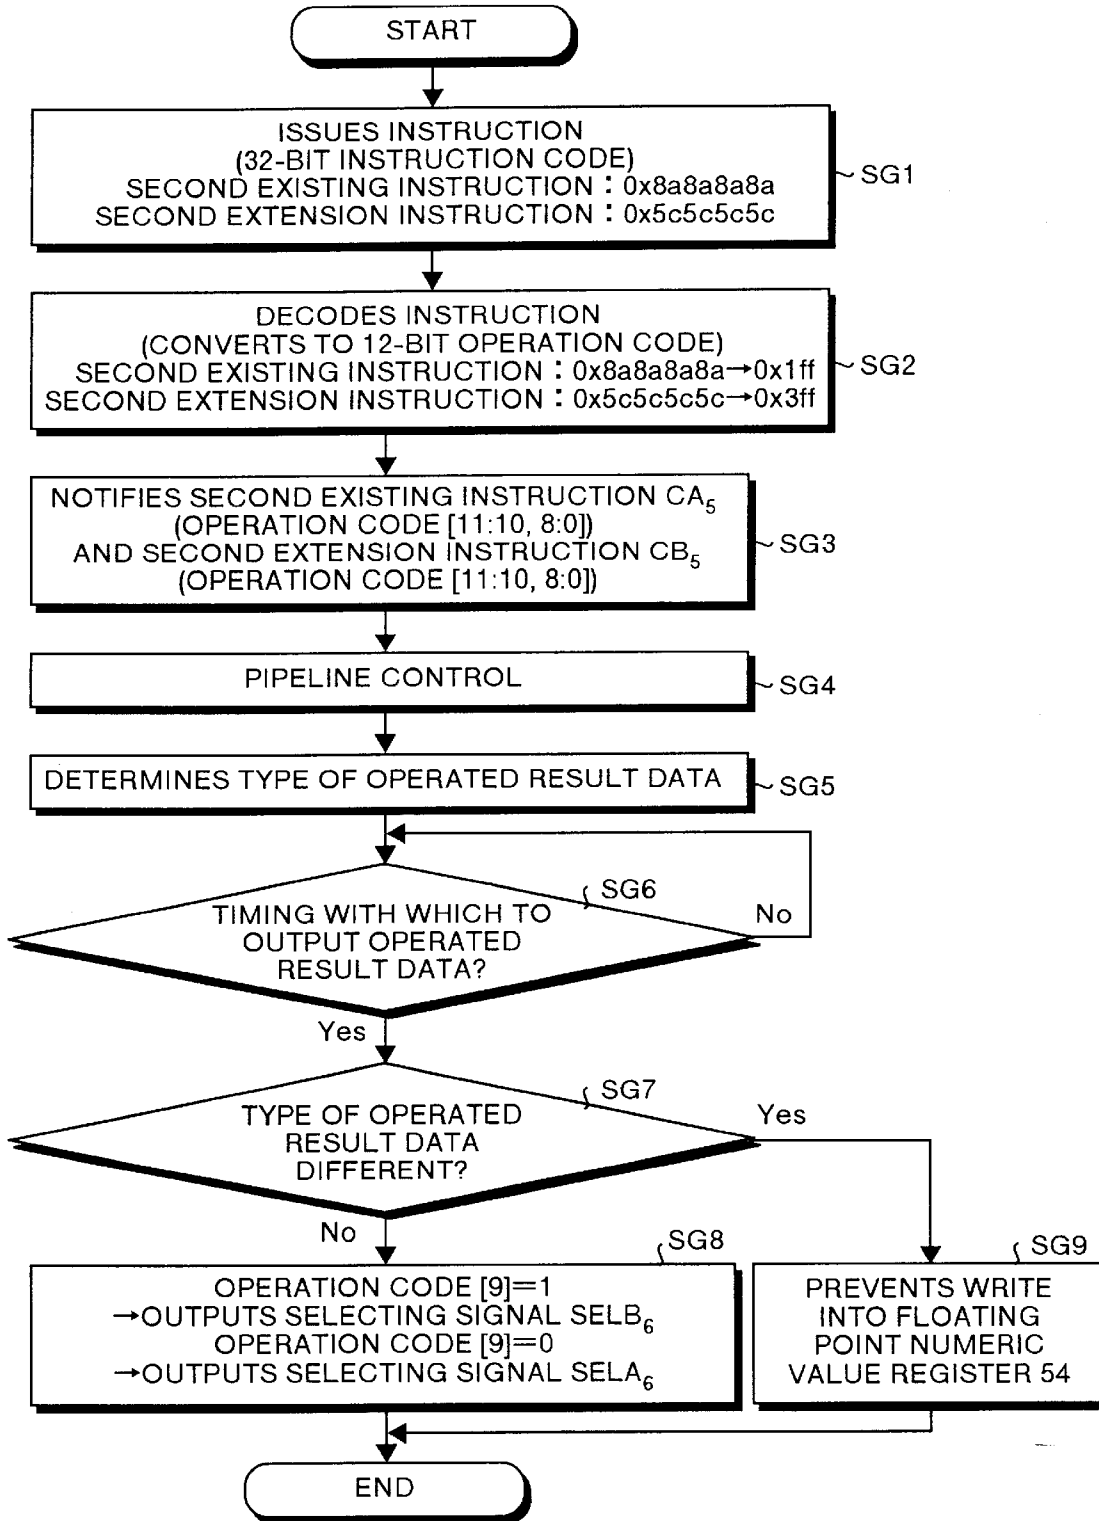 START
ISSUES INSTRUCTION
(32-BIT INSTRUCTION CODE)
SECOND EXISTING INSTRUCTION : 0x8a8a8a8a
SECOND EXTENSION INSTRUCTION : 0x5c5c5c5c
SG1
DECODES INSTRUCTION
(CONVERTS TO 12-BIT OPERATION CODE)
SECOND EXISTING INSTRUCTION : 0x8a8a8a8a→0x1ff
SECOND EXTENSION INSTRUCTION : 0x5c5c5c5c→0x3ff
SG2
NOTIFIES SECOND EXISTING INSTRUCTION CA5
(OPERATION CODE [11:10, 8:0])
AND SECOND EXTENSION INSTRUCTION CB5
(OPERATION CODE [11:10, 8:0])
SG3
PIPELINE CONTROL
SG4
DETERMINES TYPE OF OPERATED RESULT DATA
SG5
SG6
TIMING WITH WHICH TO
OUTPUT OPERATED
RESULT DATA?
No
Yes
SG7
TYPE OF OPERATED
RESULT DATA
DIFFERENT?
Yes
No
SG8
OPERATION CODE [9]=1
→OUTPUTS SELECTING SIGNAL SELB6
OPERATION CODE [9]=0
→OUTPUTS SELECTING SIGNAL SELA6
SG9
PREVENTS WRITE
INTO FLOATING
POINT NUMERIC
VALUE REGISTER 54
END